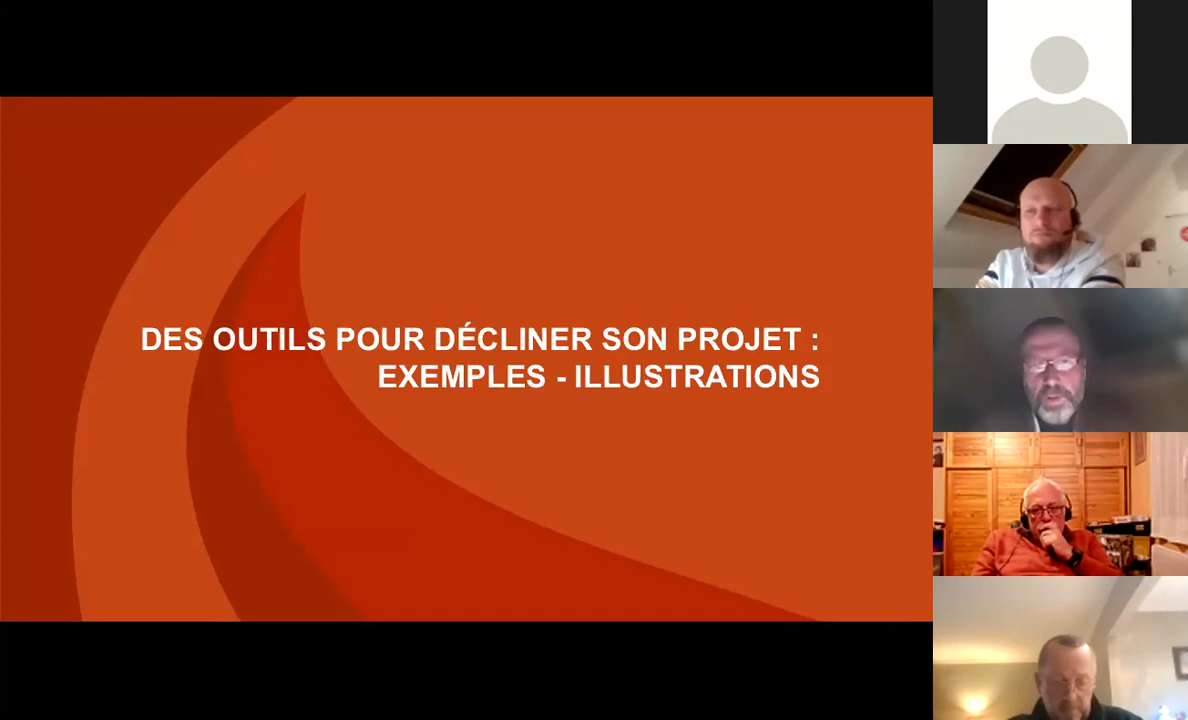 DES OUTILS POUR DÉCLINER SON PROJET :
EXEMPLES - ILLUSTRATIONS